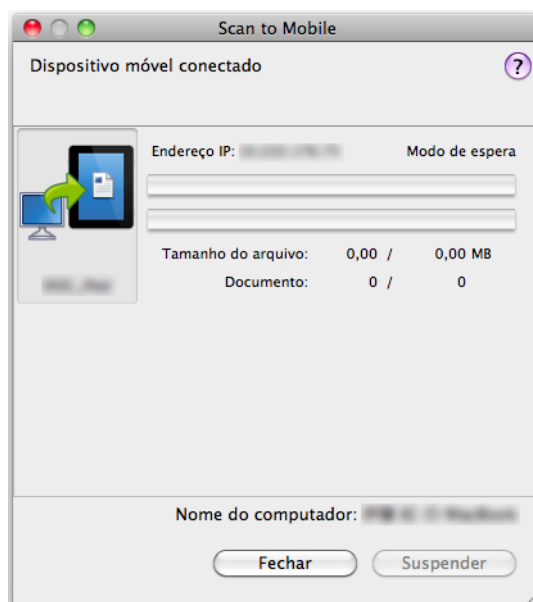 Scan to Mobile
Dispositivo móvel conectado
?
Endereço IP: Modo de espera
Tamanho do arquivo: 0,00 / 0,00 MB
Documento: 0 / 0
Nome do computador:
Fechar Suspender